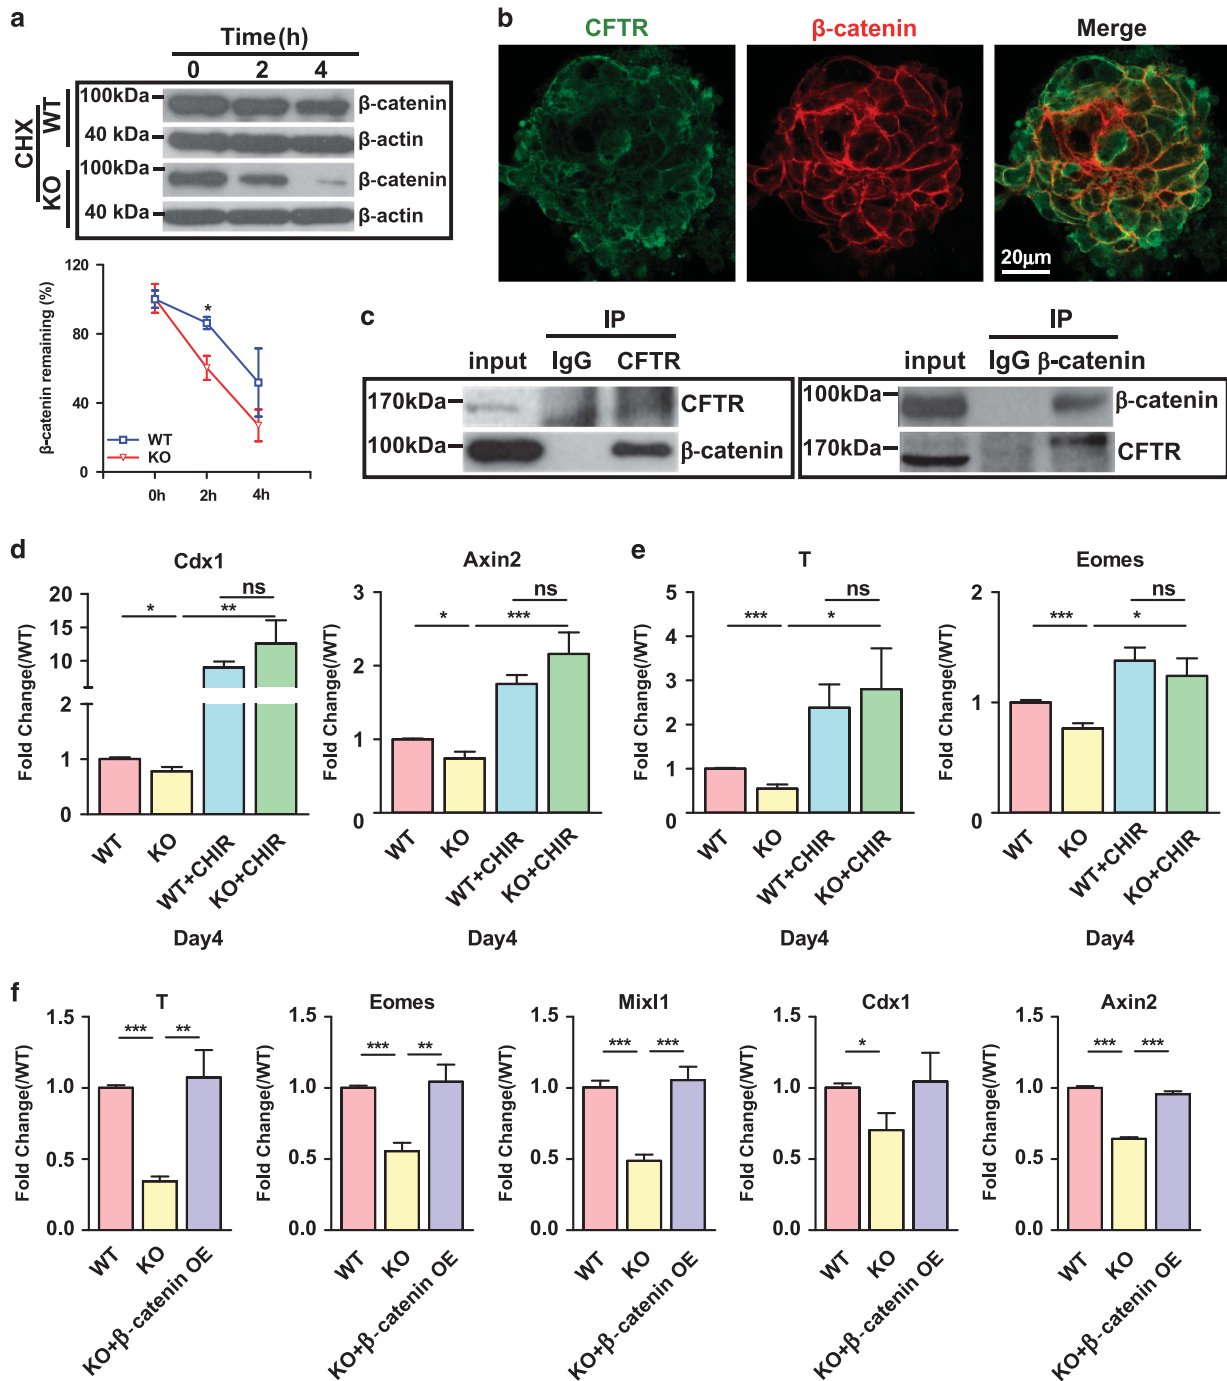 a
Time(h)
0 2 4
CHX
WT
KO
100kDa
β-catenin
40 kDa
β-actin
100kDa
β-catenin
40 kDa
β-actin
β-catenin remaining (%)
120
80
40
0
*
WT
KO
0h 2h 4h
b
CFTR
β-catenin
Merge
20μm
c
IP
input IgG CFTR
170kDa
CFTR
100kDa
β-catenin
IP
input IgG β-catenin
100kDa
β-catenin
170kDa
CFTR
d
Cdx1
Fold Change(/WT)
20
15
10
5
2
1
0
* ** ns
WT
KO
WT+CHIR
KO+CHIR
Day4
Axin2
Fold Change(/WT)
3
2
1
0
* *** ns
WT
KO
WT+CHIR
KO+CHIR
Day4
e
T
Fold Change(/WT)
5
4
3
2
1
0
*** * ns
WT
KO
WT+CHIR
KO+CHIR
Day4
Eomes
Fold Change(/WT)
2
1
0
*** * ns
WT
KO
WT+CHIR
KO+CHIR
Day4
f
T
Fold Change(/WT)
1.5
1.0
0.5
0.0
*** **
WT
KO
KO+β-catenin OE
Eomes
Fold Change(/WT)
1.5
1.0
0.5
0.0
*** **
WT
KO
KO+β-catenin OE
Mixl1
Fold Change(/WT)
1.5
1.0
0.5
0.0
*** ***
WT
KO
KO+β-catenin OE
Cdx1
Fold Change(/WT)
1.5
1.0
0.5
0.0
*
WT
KO
KO+β-catenin OE
Axin2
Fold Change(/WT)
1.5
1.0
0.5
0.0
*** ***
WT
KO
KO+β-catenin OE